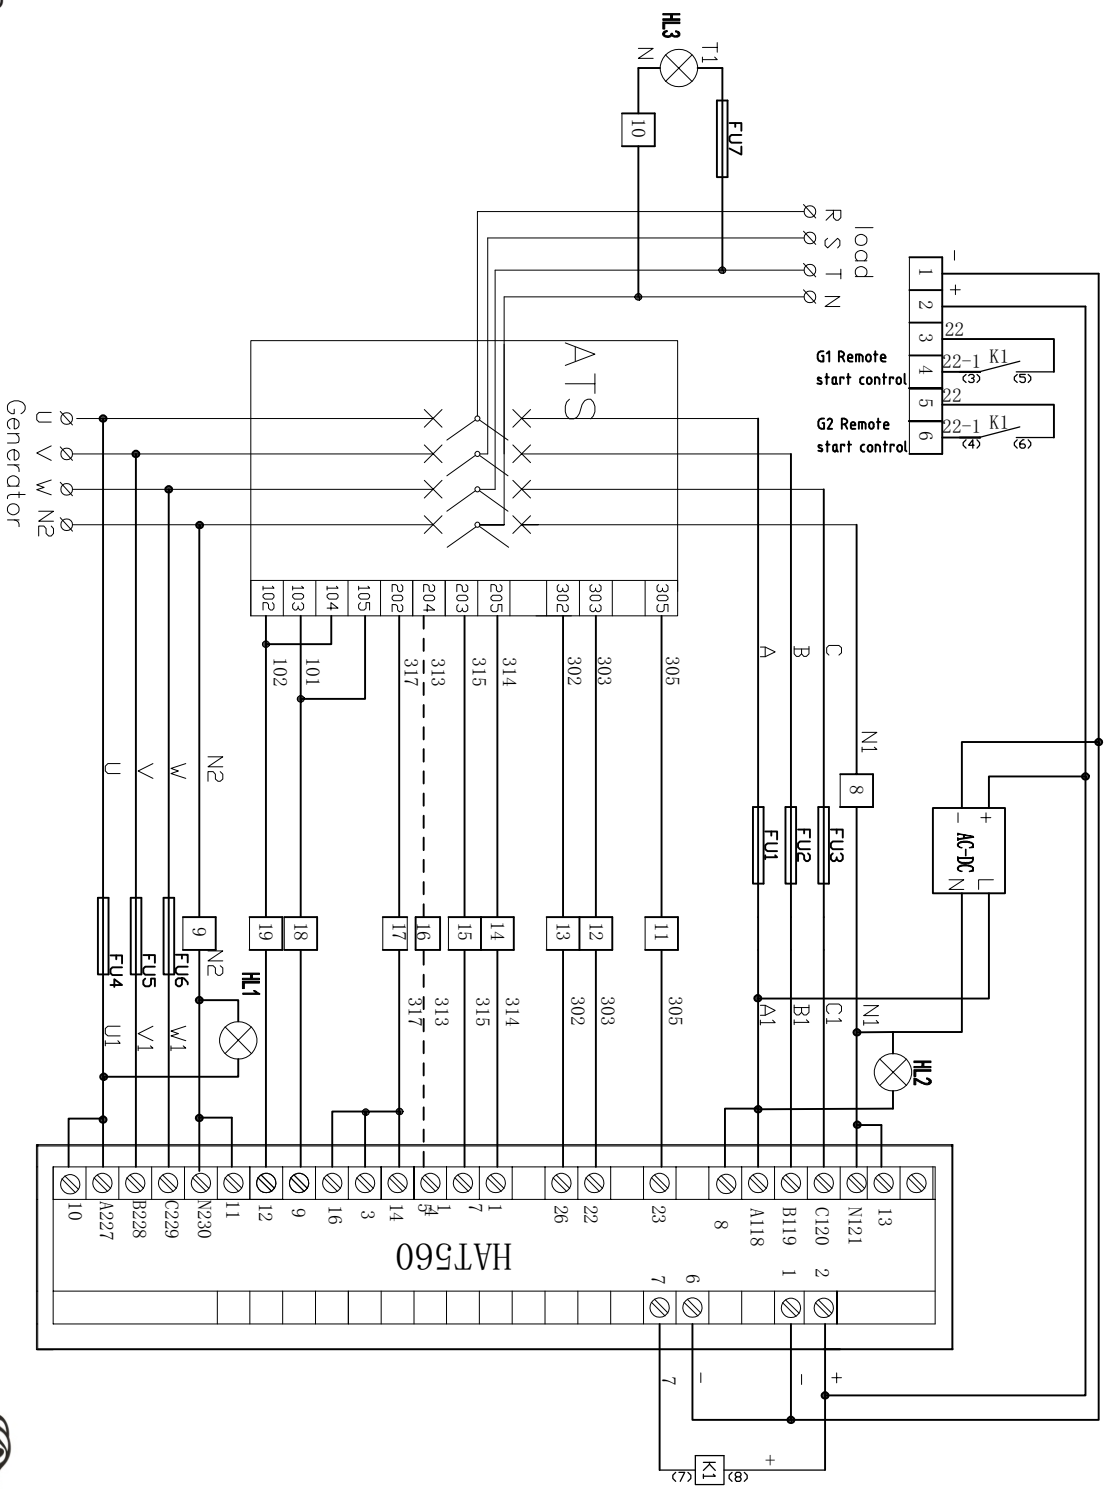 HL3
N
T1
10
FU7
R
S
T
N
load
-
+
1
2
3
4
5
6
22
22-1
K1
(3)
(5)
22
22-1
K1
(4)
(6)
G1 Remote
start control
G2 Remote
start control
ATS
Generator
U
V
W
N2
102
103
104
105
202
204
203
205
302
303
305
102
101
317
313
315
314
302
303
305
A
B
C
N1
8
U
V
W
N2
FU1
FU2
FU3
+
-
AC-DC
L
N
9
19
18
17
16
15
14
13
12
11
FU4
FU5
FU6
N2
HL1
U1
V1
W1
317
313
315
314
302
303
305
A1
B1
C1
N1
HL2
10
A227
B228
C229
N230
11
12
9
16
3
14
7
1
26
22
23
8
A118
B119
C120
N121
13
HAT560
7
6
1
2
7
-
-
+
+
K1
(7)
(8)